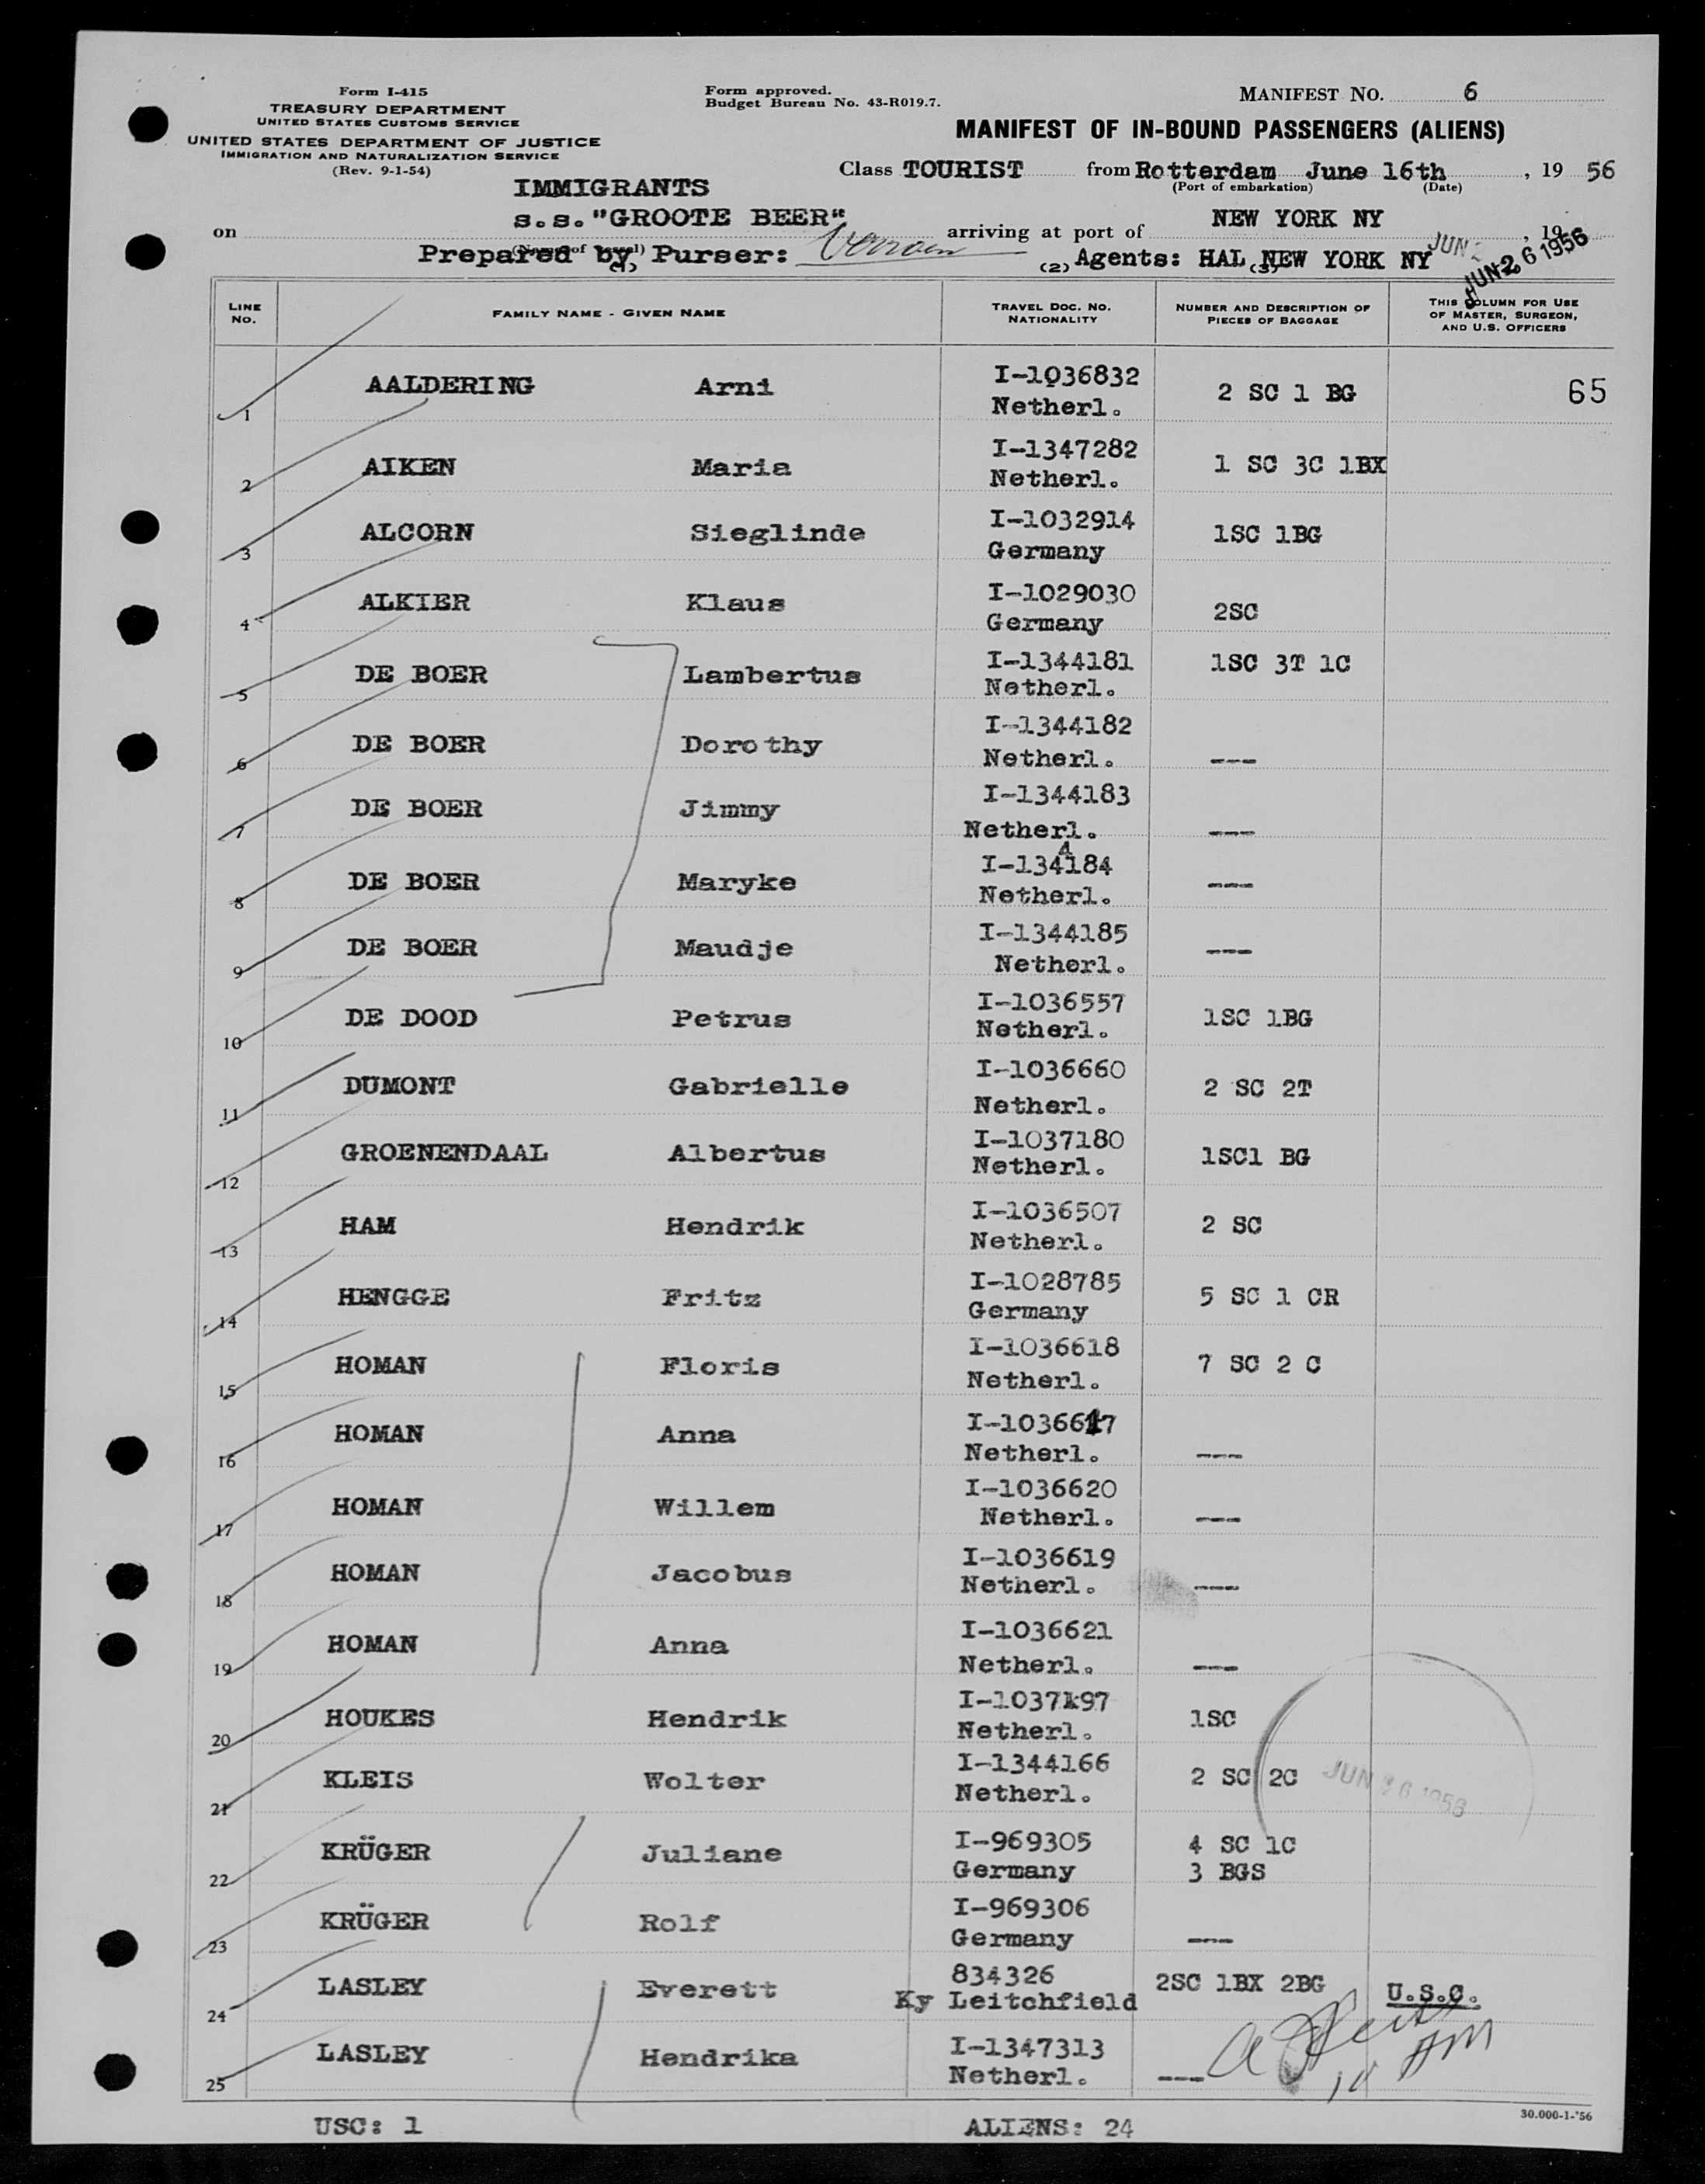 Form I-415
TREASURY DEPARTMENT
UNITED STATES CUSTOMS SERVICE
UNITED STATES DEPARTMENT OF JUSTICE
IMMIGRATION AND NATURALIZATION SERVICE
(Rev. 9-1-54)
Form approved.
Budget Bureau No. 43-R019.7.
MANIFEST NO. 6
MANIFEST OF IN-BOUND PASSENGERS (ALIENS)
Class TOURIST from Rotterdam June 16th, 19 56
(Port of embarkation) (Date)
IMMIGRANTS
on s.s."GROOTE BEER" arriving at port of NEW YORK NY, 19
(Name of vessel)
Prepared by Purser: (2) Agents: HAL (3) NEW YORK NY
(1)
JUN 2
JUN 26 1956
LINE NO. FAMILY NAME - GIVEN NAME TRAVEL DOC. NO. NATIONALITY NUMBER AND DESCRIPTION OF PIECES OF BAGGAGE THIS COLUMN FOR USE OF MASTER, SURGEON, AND U.S. OFFICERS
1 AALDERING Arni I-1036832 Netherl. 2 SC 1 BG 65
2 AIKEN Maria I-1347282 Netherl. 1 SC 3C 1BX
3 ALCORN Sieglinde I-1032914 Germany 1SC 1BG
4 ALKIER Klaus I-1029030 Germany 2SC
5 DE BOER Lambertus I-1344181 Netherl. 1SC 3T 1C
6 DE BOER Dorothy I-1344182 Netherl. ---
7 DE BOER Jimmy I-1344183 Netherl. ---
8 DE BOER Maryke I-1344184 Netherl. ---
9 DE BOER Maudje I-1344185 Netherl. ---
10 DE DOOD Petrus I-1036557 Netherl. 1SC 1BG
11 DUMONT Gabrielle I-1036660 Netherl. 2 SC 2T
12 GROENENDAAL Albertus I-1037180 Netherl. 1SC1 BG
13 HAM Hendrik I-1036507 Netherl. 2 SC
14 HENGGE Fritz I-1028785 Germany 5 SC 1 CR
15 HOMAN Floris I-1036618 Netherl. 7 SC 2 C
16 HOMAN Anna I-1036617 Netherl. ---
17 HOMAN Willem I-1036620 Netherl. ---
18 HOMAN Jacobus I-1036619 Netherl. ---
19 HOMAN Anna I-1036621 Netherl. ---
20 HOUKES Hendrik I-1037197 Netherl. 1SC
21 KLEIS Wolter I-1344166 Netherl. 2 SC 2C
JUN 26 1956
22 KRÜGER Juliane I-969305 Germany 4 SC 1C 3 BGS
23 KRÜGER Rolf I-969306 Germany ---
24 LASLEY Everett 834326 Ky Leitchfield 2SC 1BX 2BG U.S.C.
25 LASLEY Hendrika I-1347313 Netherl. ---
USC: 1 ALIENS: 24
30.000-1-'56